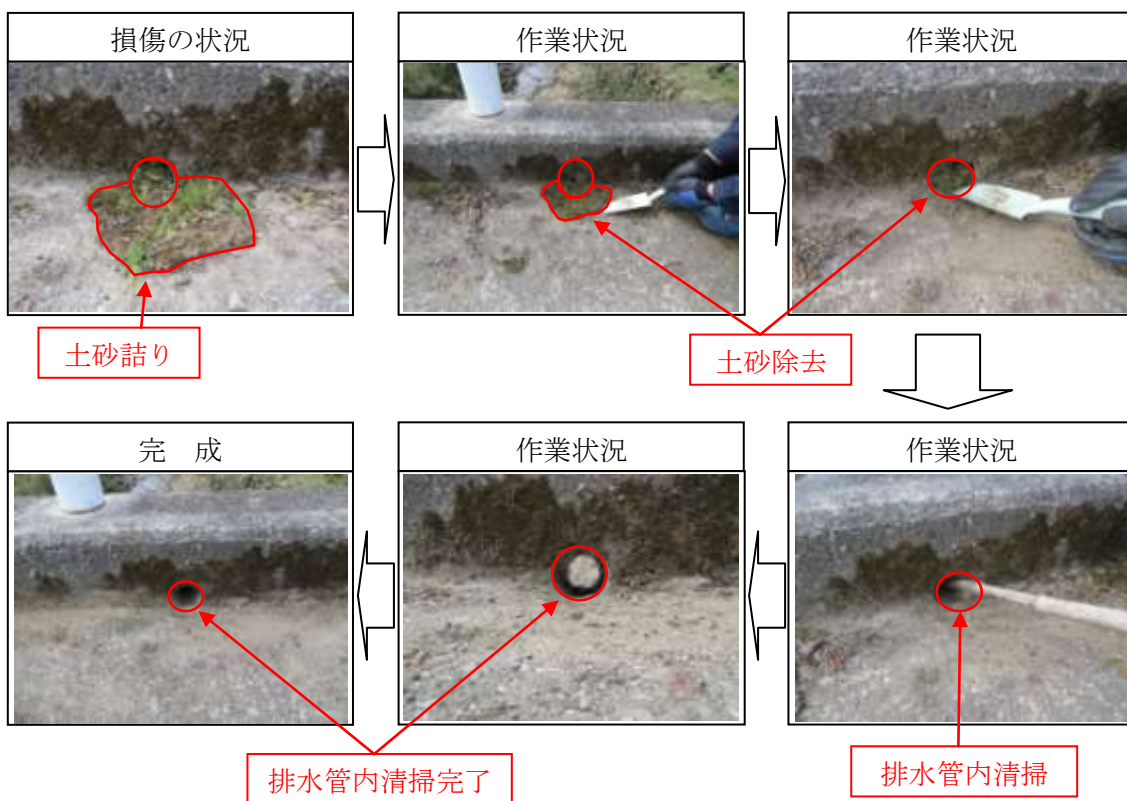 損傷の状況
作業状況
作業状況
土砂詰り
土砂除去
完　成
作業状況
作業状況
排水管内清掃完了
排水管内清掃